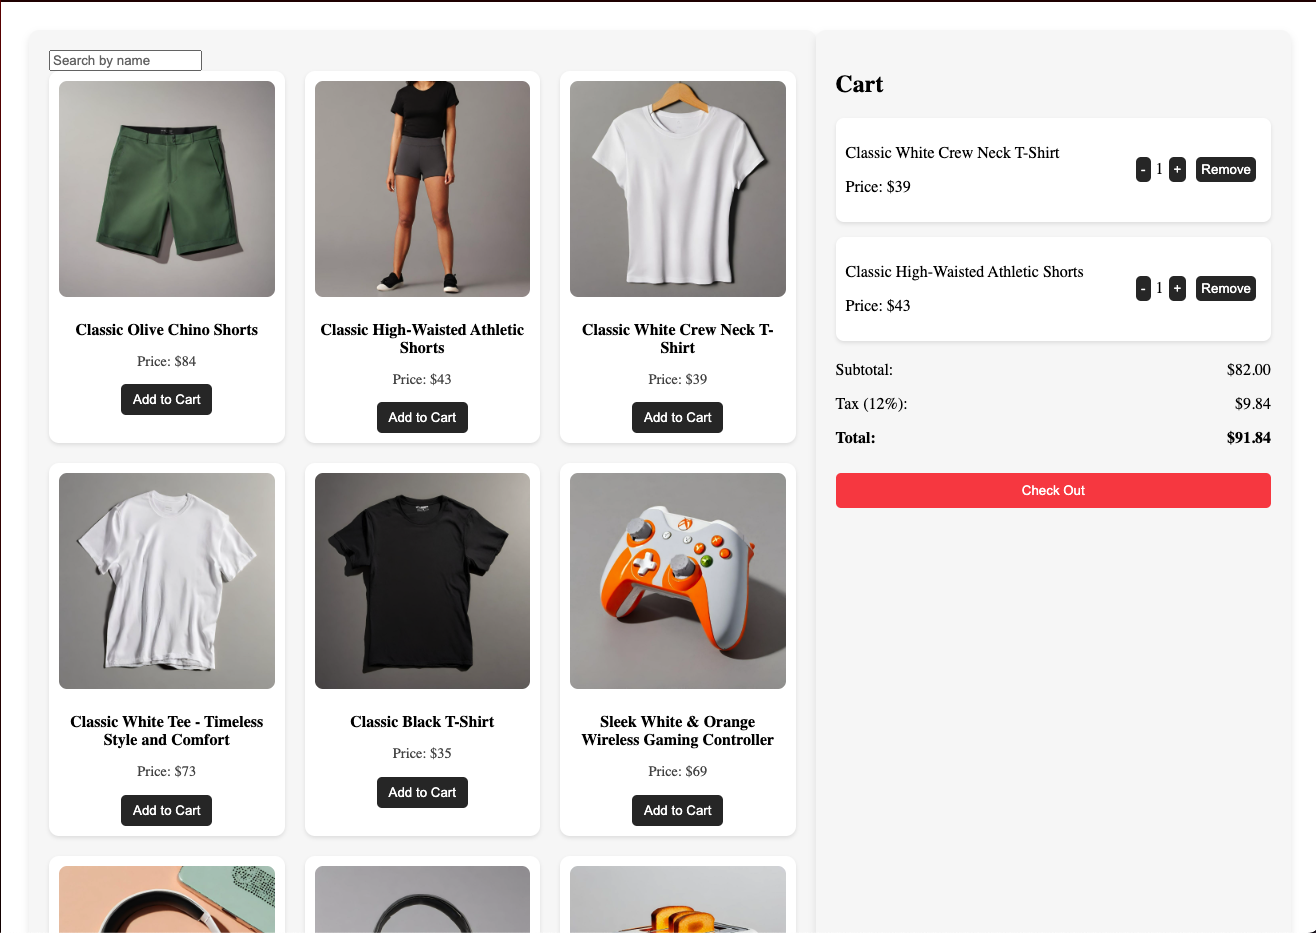 Search by name
Classic Olive Chino Shorts
Price: $84
Add to Cart
Classic High-Waisted Athletic
Shorts
Price: $43
Add to Cart
Classic White Crew Neck T-
Shirt
Price: $39
Add to Cart
Classic White Tee - Timeless
Style and Comfort
Price: $73
Add to Cart
Classic Black T-Shirt
Price: $35
Add to Cart
Sleek White & Orange
Wireless Gaming Controller
Price: $69
Add to Cart
Cart
Classic White Crew Neck T-Shirt
Price: $39
- 1 + Remove
Classic High-Waisted Athletic Shorts
Price: $43
- 1 + Remove
Subtotal: $82.00
Tax (12%): $9.84
Total: $91.84
Check Out